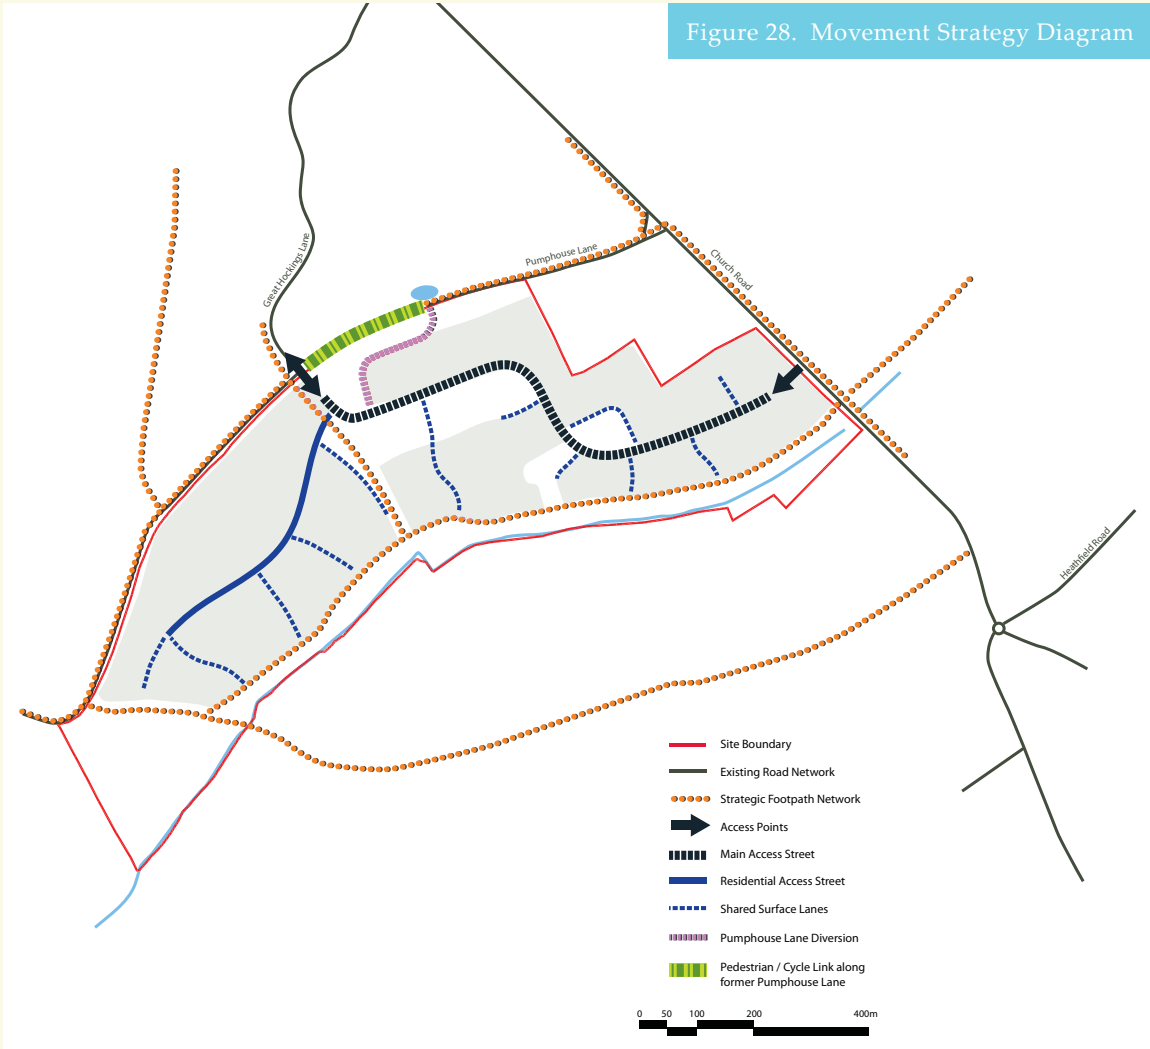 Figure 28. Movement Strategy Diagram
Great Hockings Lane
Pumphouse Lane
Church Road
Heathfield Road
Site Boundary
Existing Road Network
Strategic Footpath Network
Access Points
Main Access Street
Residential Access Street
Shared Surface Lanes
Pumphouse Lane Diversion
Pedestrian / Cycle Link along
former Pumphouse Lane
0 50 100 200 400m